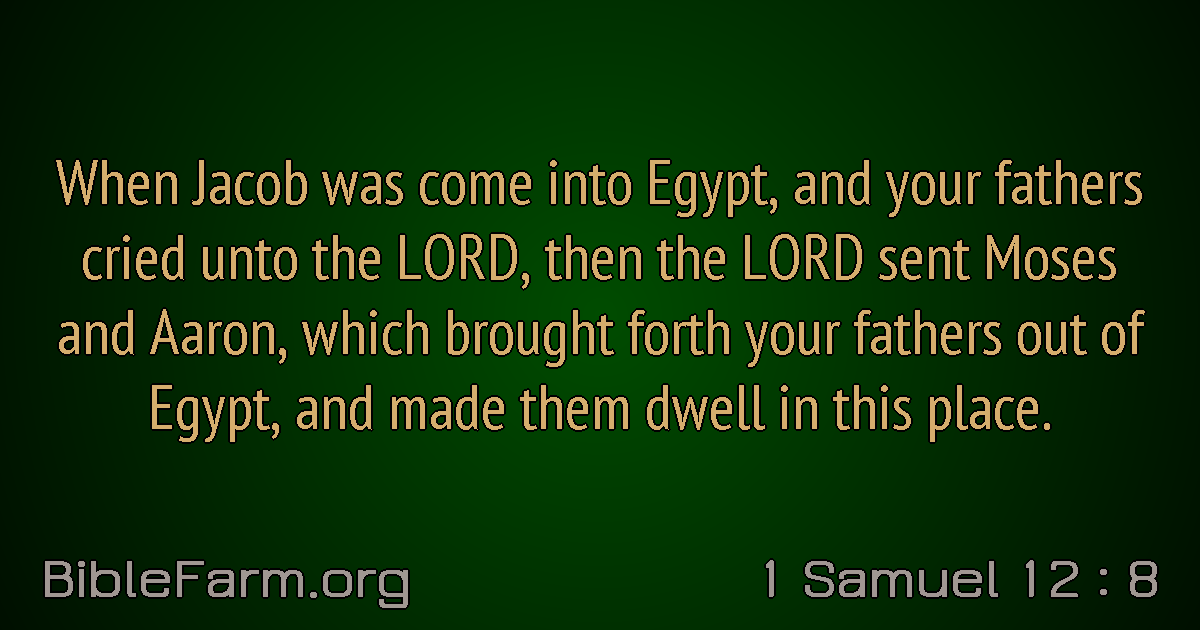 When Jacob was come into Egypt, and your fathers
cried unto the LORD, then the LORD sent Moses
and Aaron, which brought forth your fathers out of
Egypt, and made them dwell in this place.
BibleFarm.org
1 Samuel 12 : 8